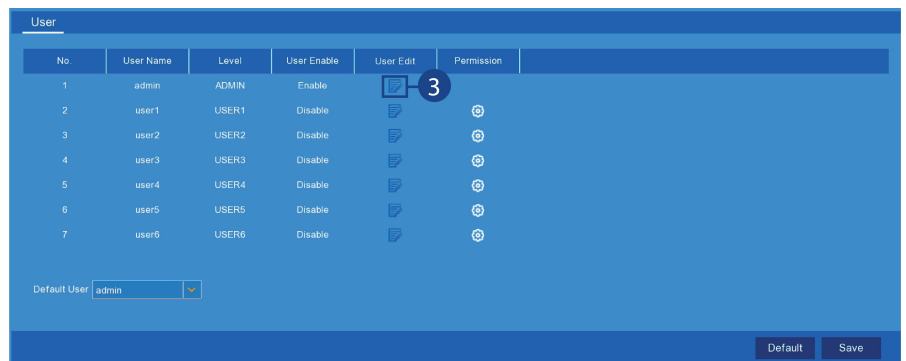 User
No. User Name Level User Enable User Edit Permission
1 admin ADMIN Enable 3
2 user1 USER1 Disable
3 user2 USER2 Disable
4 user3 USER3 Disable
5 user4 USER4 Disable
6 user5 USER5 Disable
7 user6 USER6 Disable
Default User admin
Default Save